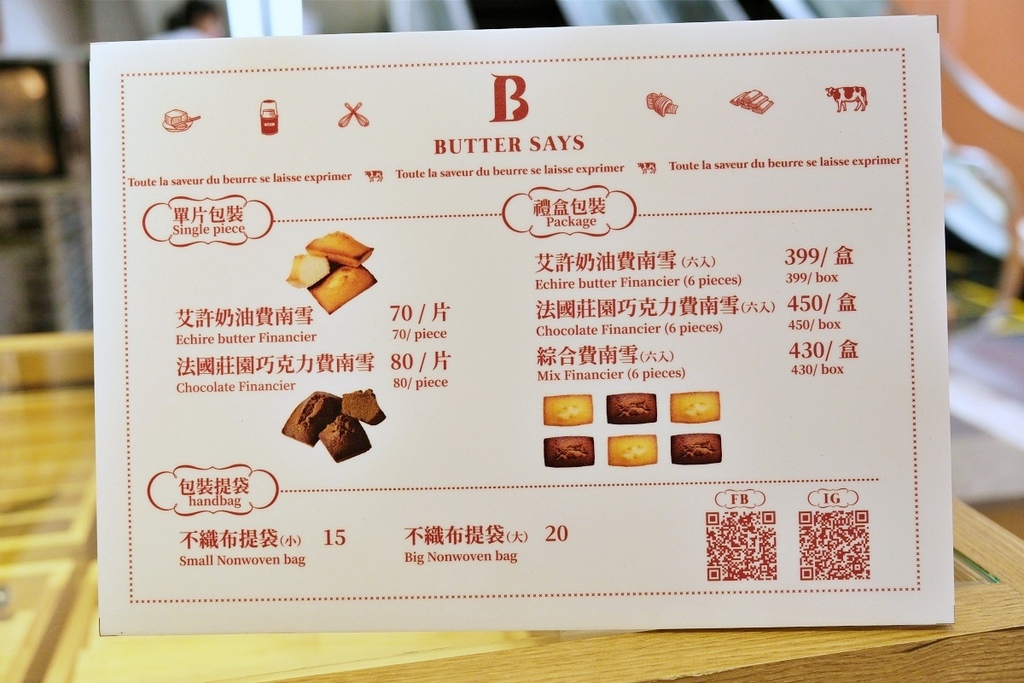 B
BUTTER SAYS
Toute la saveur du beurre se laisse exprimer Toute la saveur du beurre se laisse exprimer Toute la saveur du beurre se laisse exprimer
單片包裝
Single piece
艾許奶油費南雪 70 / 片
Echire butter Financier 70/ piece
法國莊園巧克力費南雪 80 / 片
Chocolate Financier 80/ piece
禮盒包裝
Package
艾許奶油費南雪(六入) 399/ 盒
Echire butter Financier (6 pieces) 399/ box
法國莊園巧克力費南雪(六入) 450/ 盒
Chocolate Financier (6 pieces) 450/ box
綜合費南雪(六入) 430/ 盒
Mix Financier (6 pieces) 430/ box
包裝提袋
handbag
不織布提袋(小) 15
Small Nonwoven bag
不織布提袋(大) 20
Big Nonwoven bag
FB
IG